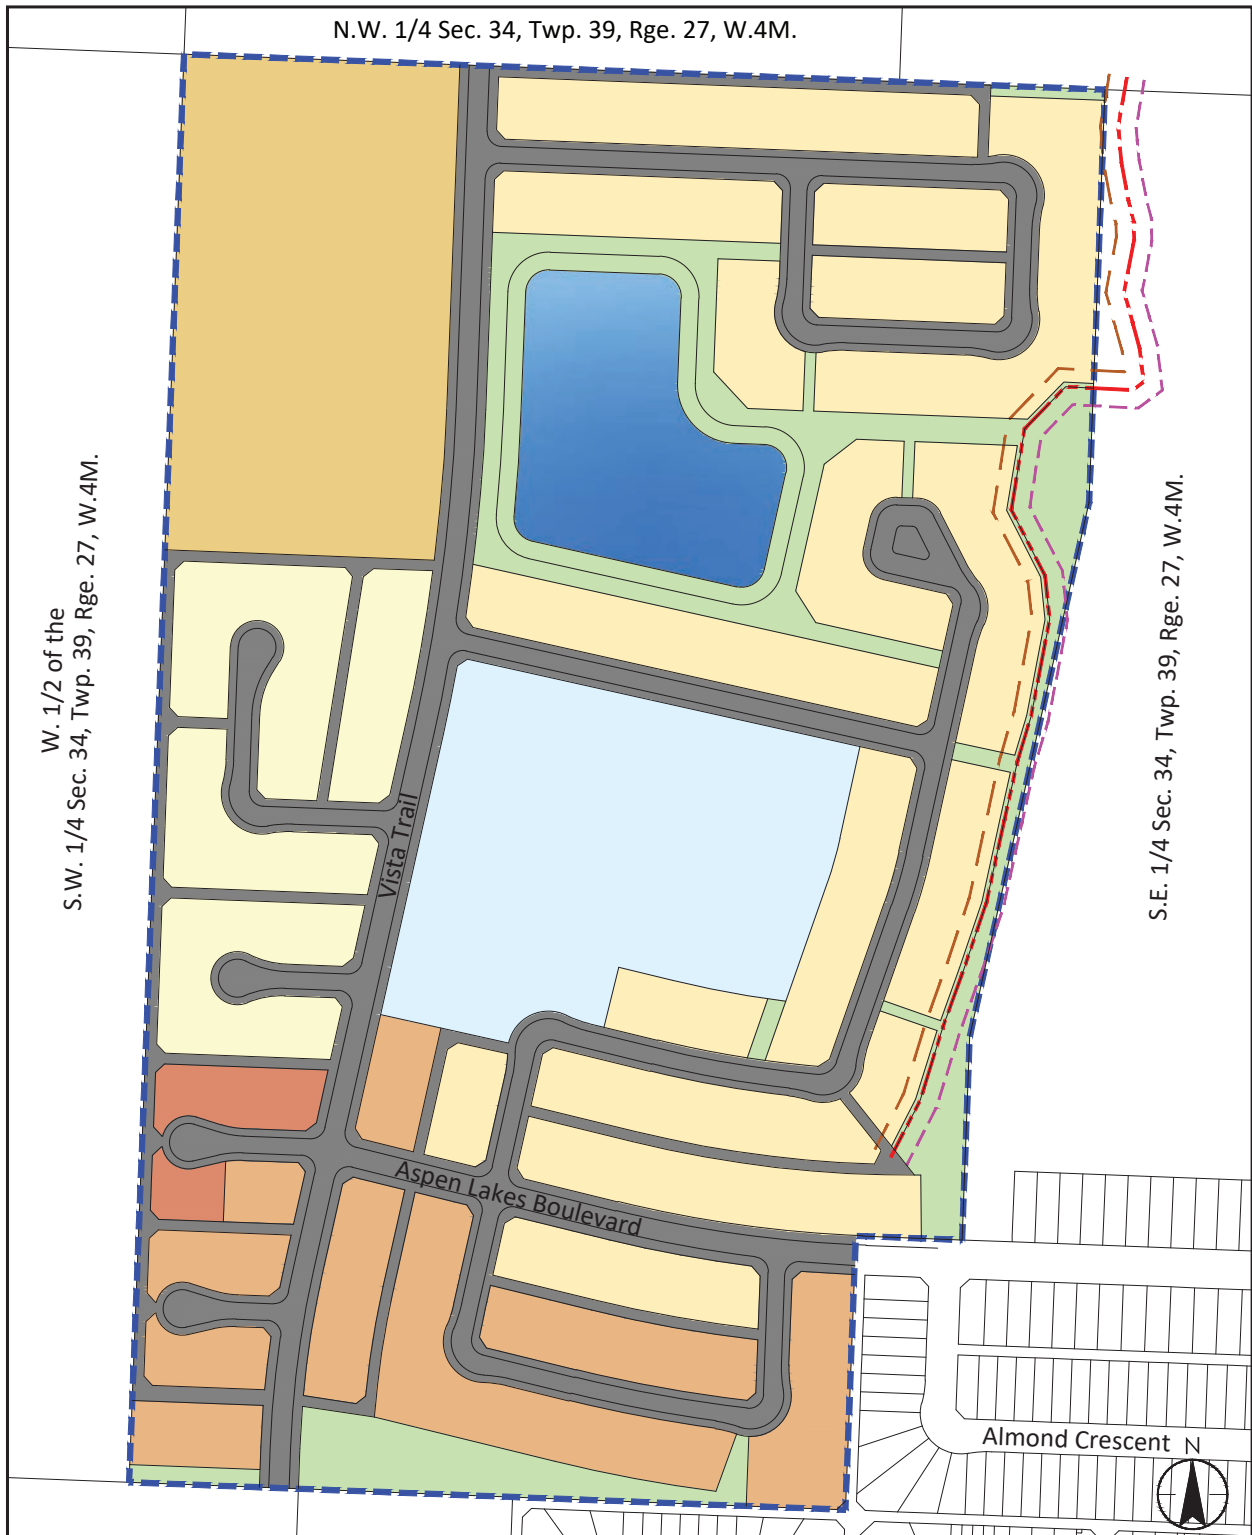 N.W. 1/4 Sec. 34, Twp. 39, Rge. 27, W.4M.
W. 1/2 of the
S.W. 1/4 Sec. 34, Twp. 39, Rge. 27, W.4M.
S.E. 1/4 Sec. 34, Twp. 39, Rge. 27, W.4M.
Vista Trail
Aspen Lakes Boulevard
Almond Crescent
N